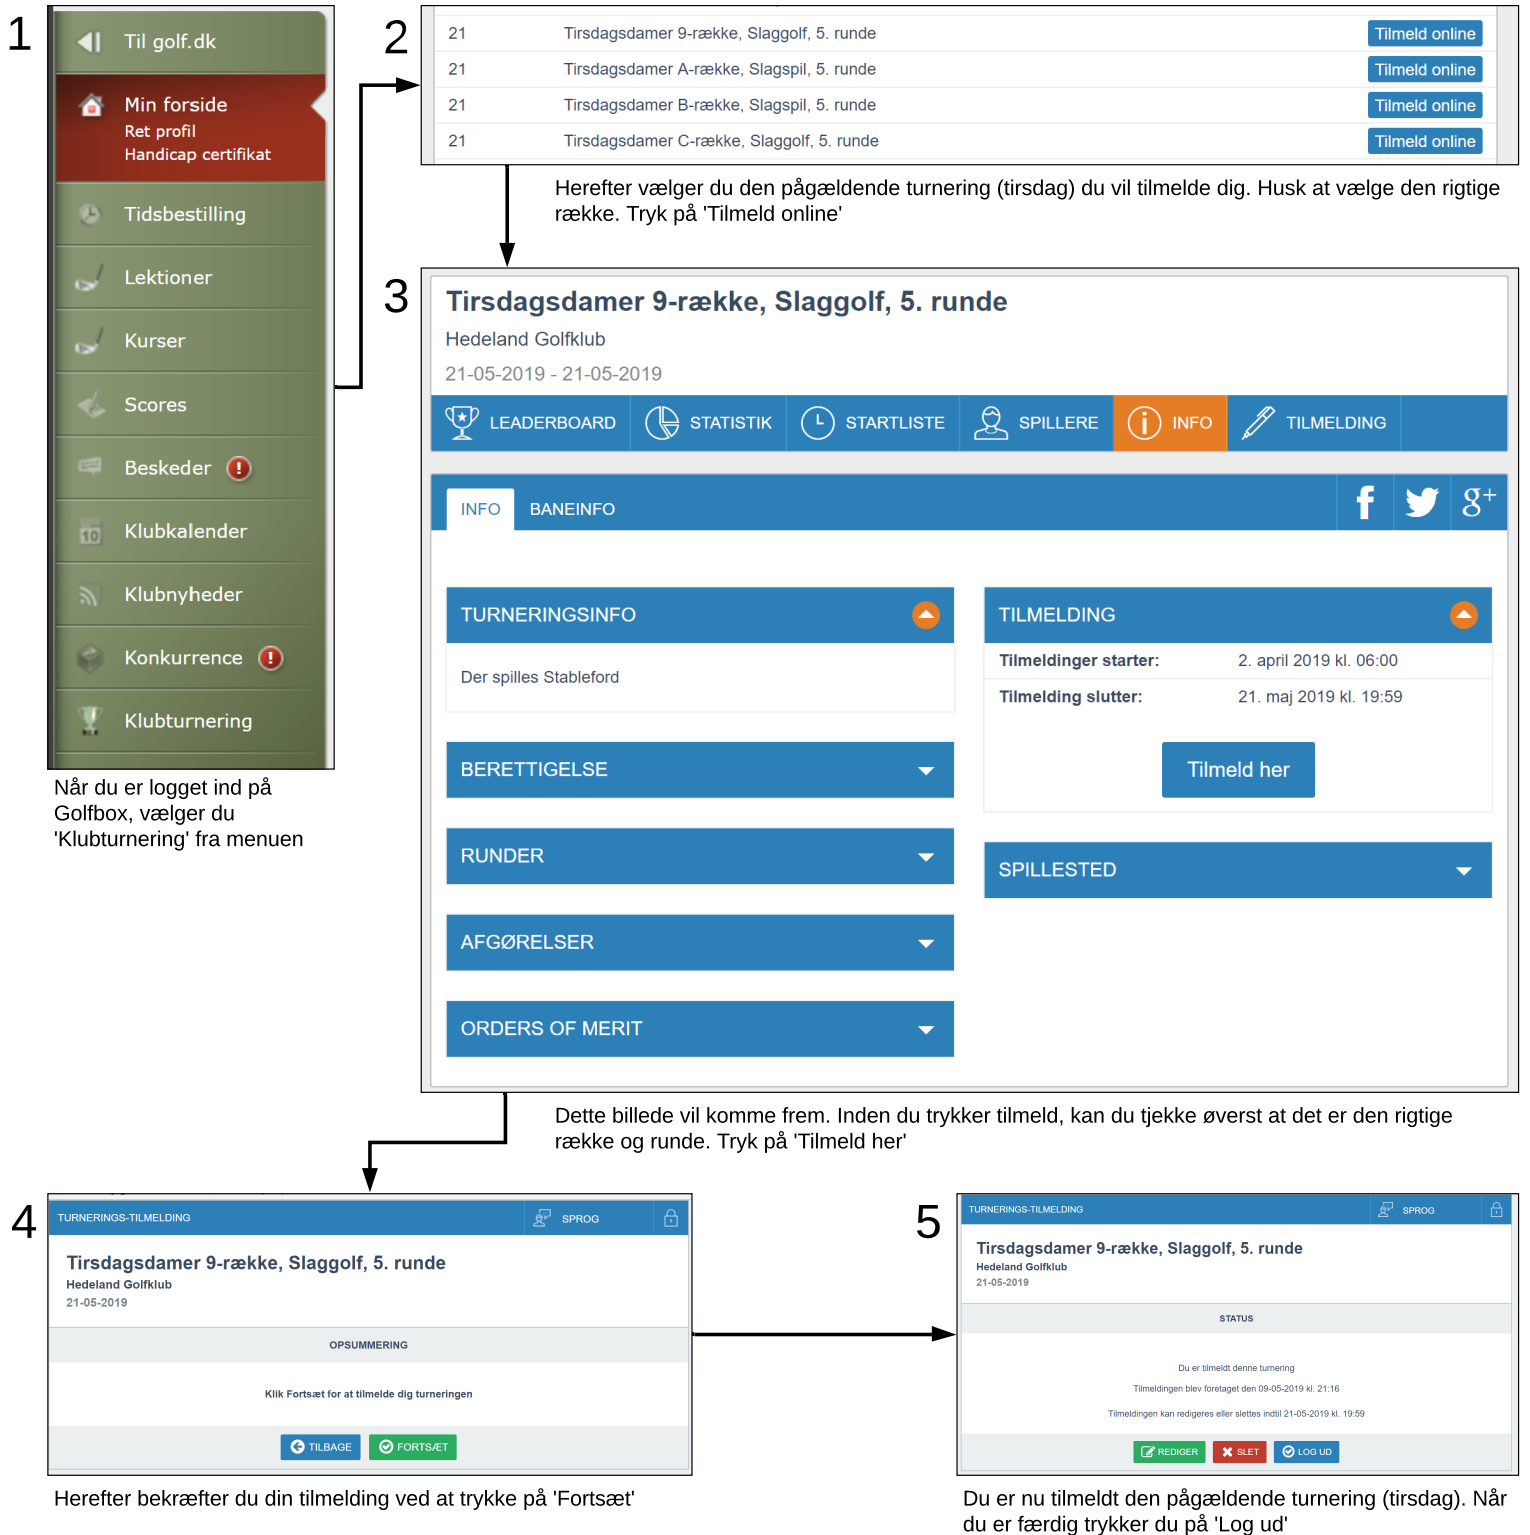 1
Til golf.dk
Min forside
Ret profil
Handicap certifikat
Tidsbestilling
Lektioner
Kurser
Scores
Beskeder
Klubkalender
10
Klubnyheder
Konkurrence
Klubturnering
Når du er logget ind på
Golfbox, vælger du
'Klubturnering' fra menuen
2
21 Tirsdagsdamer 9-række, Slaggolf, 5. runde Tilmeld online
21 Tirsdagsdamer A-række, Slagspil, 5. runde Tilmeld online
21 Tirsdagsdamer B-række, Slagspil, 5. runde Tilmeld online
21 Tirsdagsdamer C-række, Slaggolf, 5. runde Tilmeld online
Herefter vælger du den pågældende turnering (tirsdag) du vil tilmelde dig. Husk at vælge den rigtige
række. Tryk på 'Tilmeld online'
3
Tirsdagsdamer 9-række, Slaggolf, 5. runde
Hedeland Golfklub
21-05-2019 - 21-05-2019
LEADERBOARD STATISTIK STARTLISTE SPILLERE INFO TILMELDING
INFO BANEINFO f g+
TURNERINGSINFO
Der spilles Stableford
BERETTIGELSE
RUNDER
AFGØRELSER
ORDERS OF MERIT
TILMELDING
Tilmeldinger starter: 2. april 2019 kl. 06:00
Tilmelding slutter: 21. maj 2019 kl. 19:59
Tilmeld her
SPILLESTED
Dette billede vil komme frem. Inden du trykker tilmeld, kan du tjekke øverst at det er den rigtige
række og runde. Tryk på 'Tilmeld her'
4
TURNERINGS-TILMELDING SPROG
Tirsdagsdamer 9-række, Slaggolf, 5. runde
Hedeland Golfklub
21-05-2019
OPSUMMERING
Klik Fortsæt for at tilmelde dig turneringen
TILBAGE FORTSÆT
Herefter bekræfter du din tilmelding ved at trykke på 'Fortsæt'
5
TURNERINGS-TILMELDING SPROG
Tirsdagsdamer 9-række, Slaggolf, 5. runde
Hedeland Golfklub
21-05-2019
STATUS
Du er tilmeldt denne turnering
Tilmeldingen blev foretaget den 09-05-2019 kl. 21:16
Tilmeldingen kan redigeres eller slettes indtil 21-05-2019 kl. 19:59
REDIGER SLET LOG UD
Du er nu tilmeldt den pågældende turnering (tirsdag). Når
du er færdig trykker du på 'Log ud'